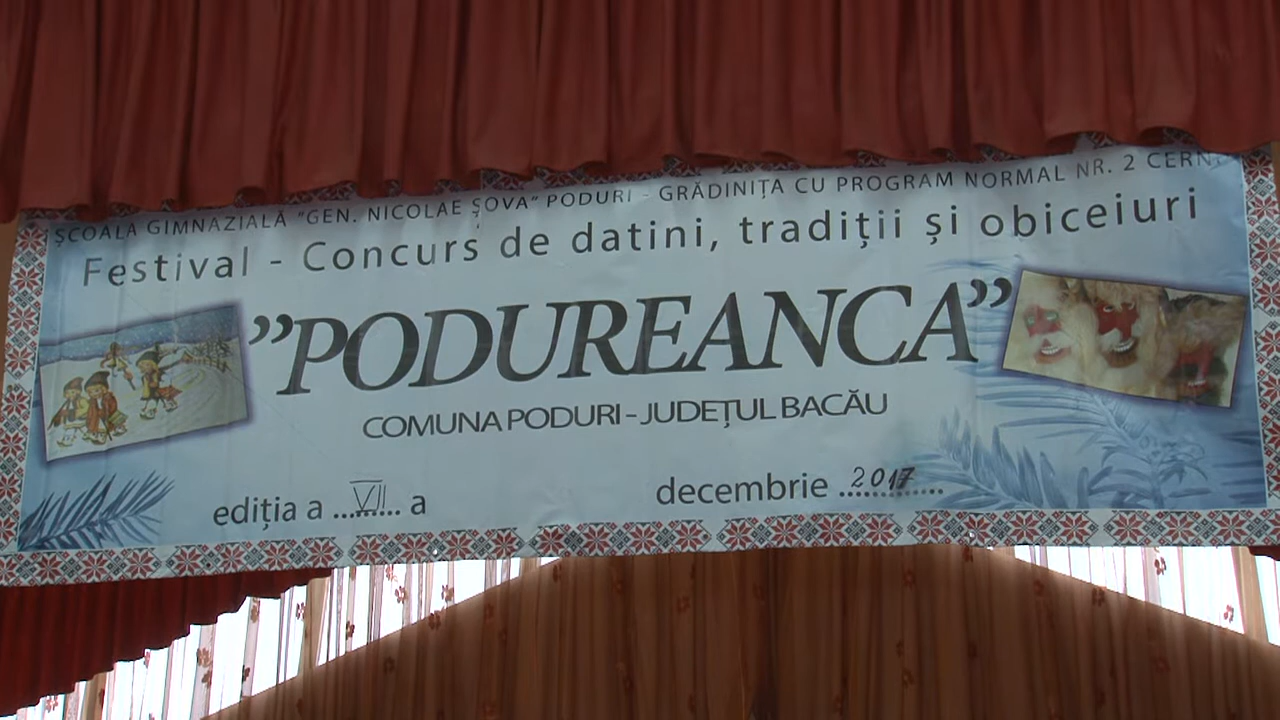 ȘCOALA GIMNAZIALĂ "GEN. NICOLAE ȘOVA" PODURI - GRĂDINIȚA CU PROGRAM NORMAL NR. 2
Festival - Concurs de datini, tradiții și obiceiuri
”PODUREANCA”
COMUNA PODURI - JUDEȚUL BACĂU
ediția a ...VII... a
decembrie ..2017....